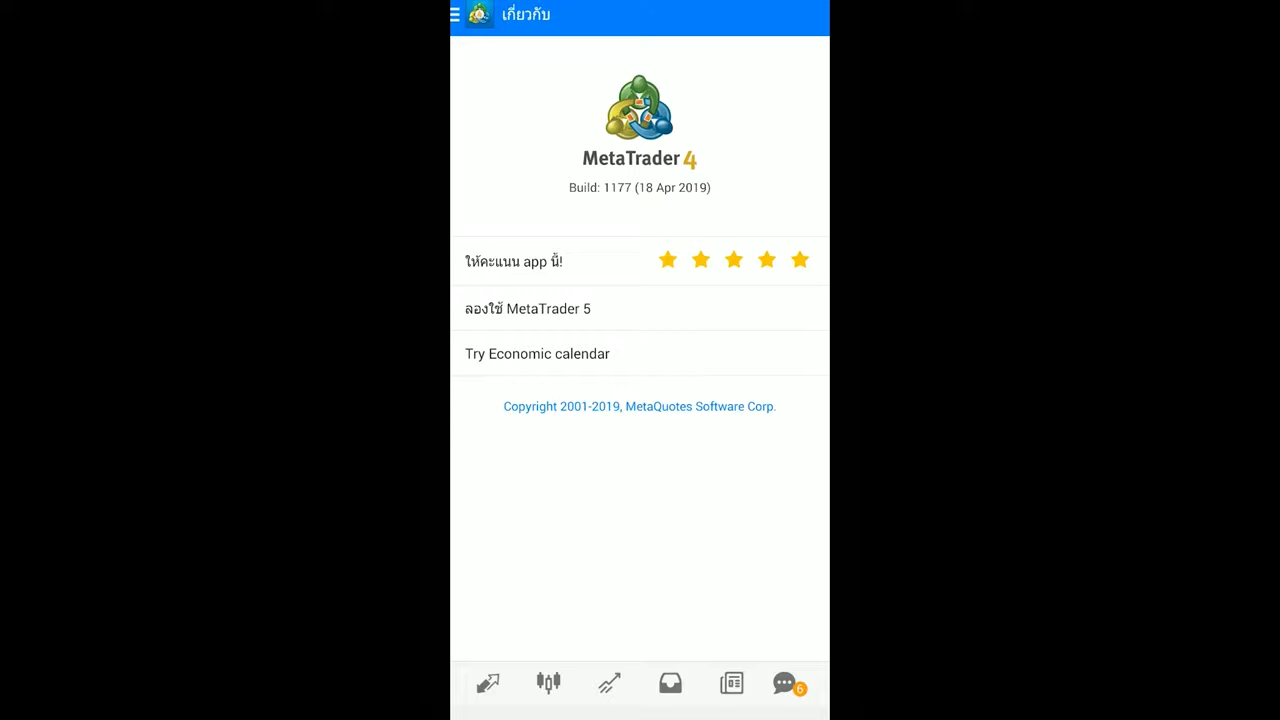 เกี่ยวกับ
MetaTrader 4
Build: 1177 (18 Apr 2019)
ให้คะแนน app นี้!
ลองใช้ MetaTrader 5
Try Economic calendar
Copyright 2001-2019, MetaQuotes Software Corp.
6